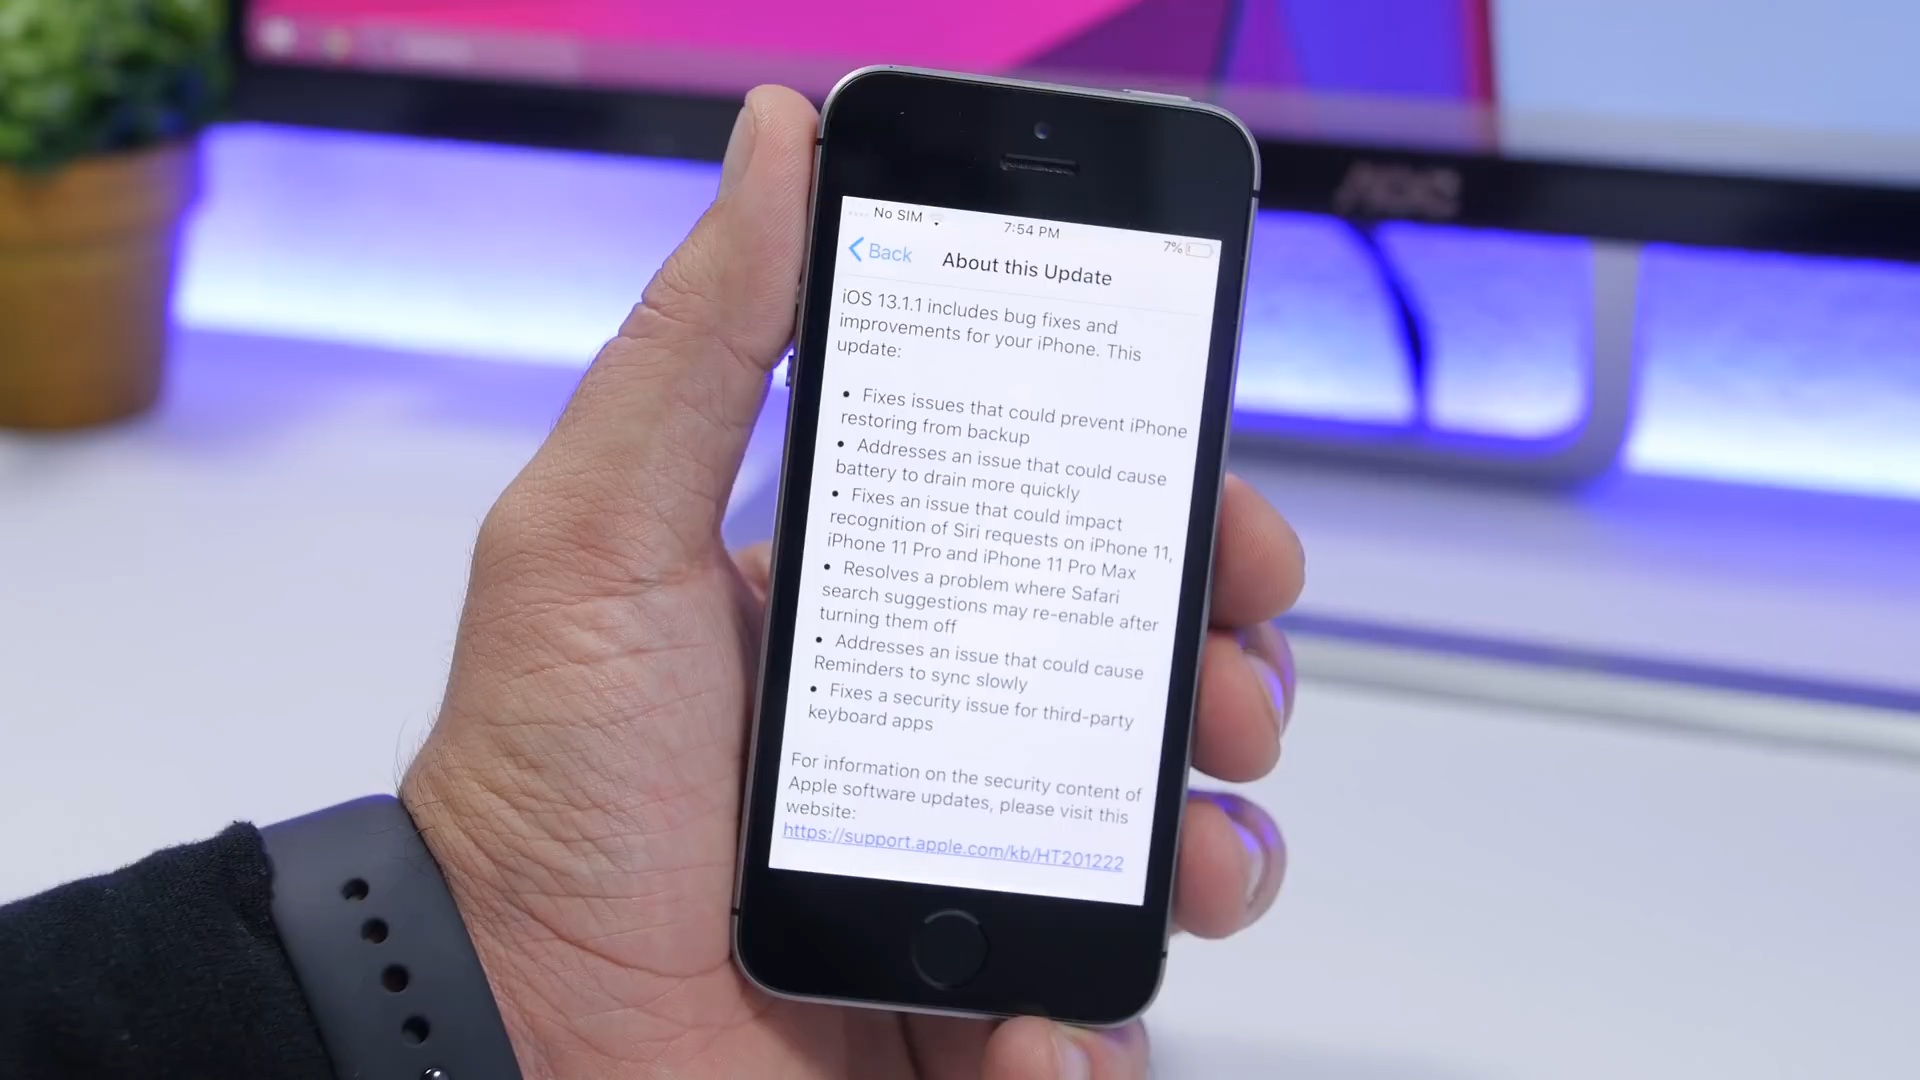 AOC
No SIM
7:54 PM
7%
Back
About this Update
iOS 13.1.1 includes bug fixes and
improvements for your iPhone. This
update:
• Fixes issues that could prevent iPhone
restoring from backup
• Addresses an issue that could cause
battery to drain more quickly
• Fixes an issue that could impact
recognition of Siri requests on iPhone 11,
iPhone 11 Pro and iPhone 11 Pro Max
• Resolves a problem where Safari
search suggestions may re-enable after
turning them off
• Addresses an issue that could cause
Reminders to sync slowly
• Fixes a security issue for third-party
keyboard apps
For information on the security content of
Apple software updates, please visit this
website:
https://support.apple.com/kb/HT201222